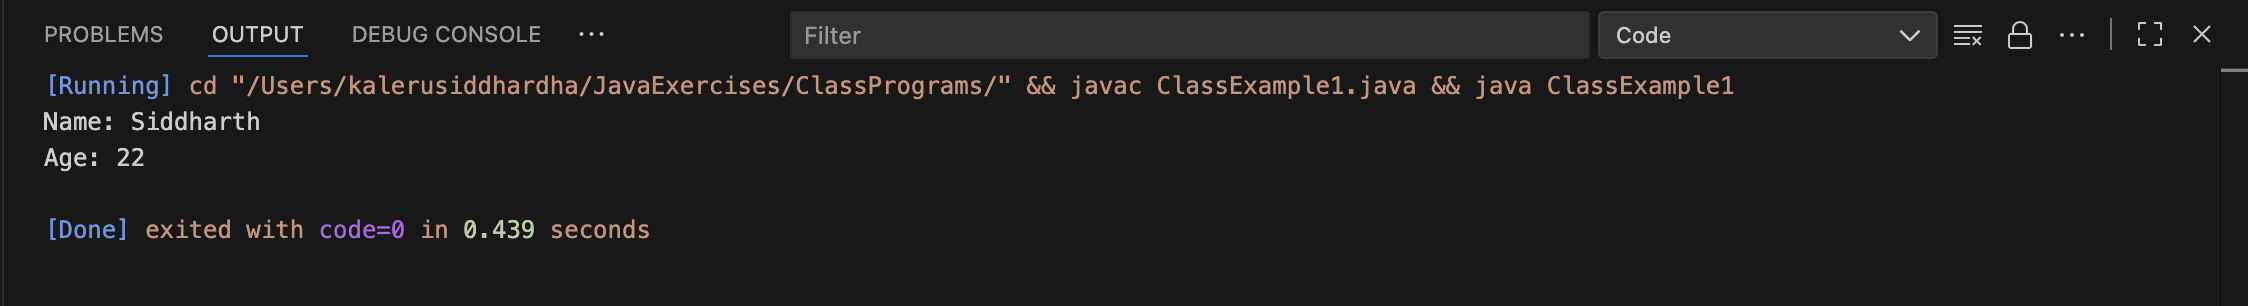 PROBLEMS OUTPUT DEBUG CONSOLE ··· Filter Code ···
[Running] cd "/Users/kalerusiddhardha/JavaExercises/ClassPrograms/" && javac ClassExample1.java && java ClassExample1
Name: Siddharth
Age: 22
[Done] exited with code=0 in 0.439 seconds